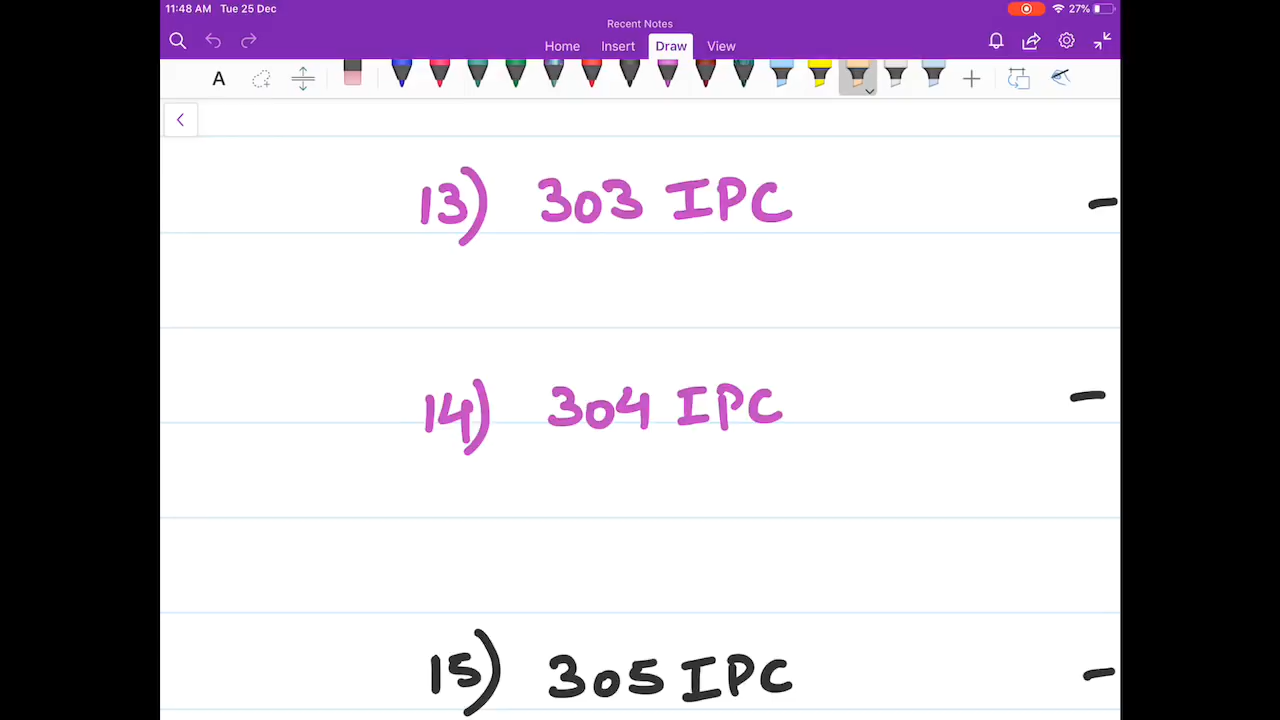 11:48 AM Tue 25 Dec 27%
Recent Notes
Home Insert Draw View
A
13) 303 IPC -
14) 304 IPC -
15) 305 IPC -